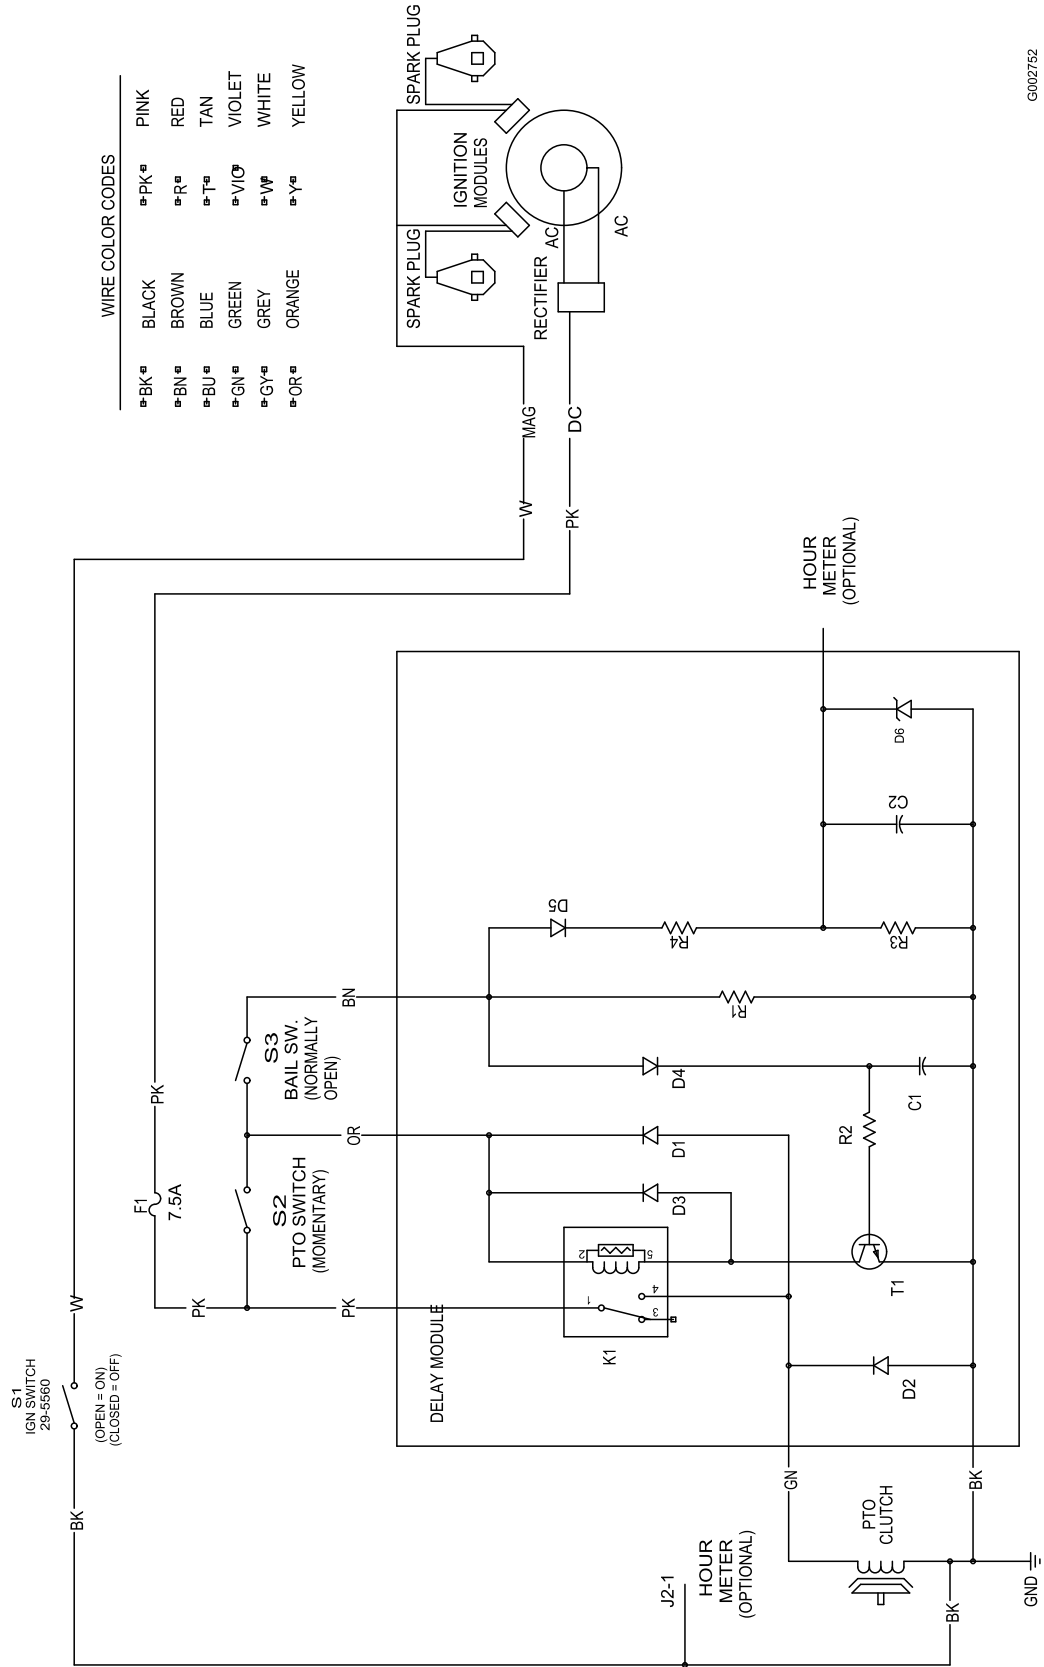 WIRE COLOR CODES
BK BLACK PK PINK
BN BROWN R RED
BU BLUE T TAN
GN GREEN VIO VIOLET
GY GREY W WHITE
OR ORANGE Y YELLOW
SPARK PLUG
SPARK PLUG
IGNITION
MODULES
AC
AC
RECTIFIER
MAG
DC
W
PK
HOUR
METER
(OPTIONAL)
S1
IGN SWITCH
29-5560
(OPEN = ON)
(CLOSED = OFF)
W
BK
F1
7.5A
PK
PK
PK
S2
PTO SWITCH
(MOMENTARY)
S3
BAIL SW.
(NORMALLY
OPEN)
OR
BN
DELAY MODULE
K1
1
2
3
4
5
D3
D1
D4
D5
R4
R1
R3
C2
D6
C1
R2
T1
D2
GN
BK
PTO
CLUTCH
J2-1
HOUR
METER
(OPTIONAL)
BK
GND
G002752